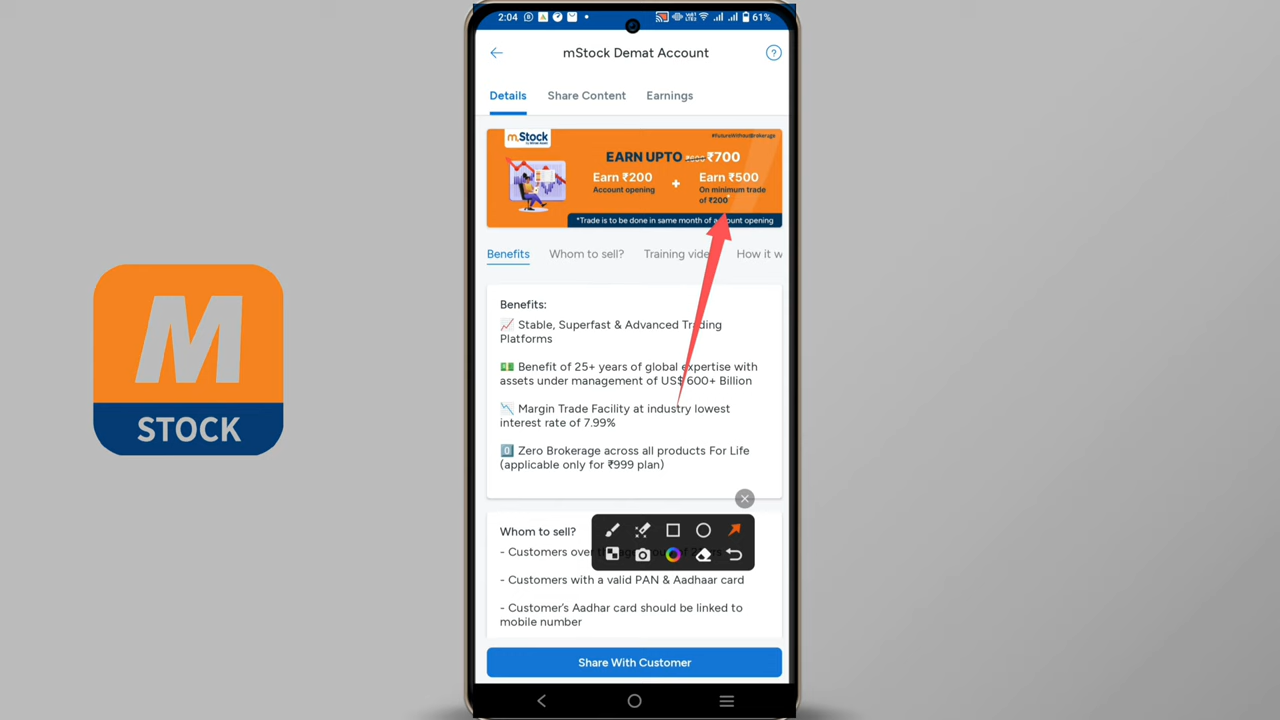 2:04
61%
mStock Demat Account
Details Share Content Earnings
m.Stock
#FutureWithoutBrokerage
EARN UPTO ₹700
Earn ₹200 + Earn ₹500
Account opening On minimum trade
of ₹200
*Trade is to be done in same month of account opening
Benefits Whom to sell? Training vide How it w
Benefits:
📈 Stable, Superfast & Advanced Trading
Platforms
💵 Benefit of 25+ years of global expertise with
assets under management of US$ 600+ Billion
📉 Margin Trade Facility at industry lowest
interest rate of 7.99%
0️⃣ Zero Brokerage across all products For Life
(applicable only for ₹999 plan)
Whom to sell?
- Customers over
- Customers with a valid PAN & Aadhaar card
- Customer's Aadhar card should be linked to
mobile number
Share With Customer
M
STOCK